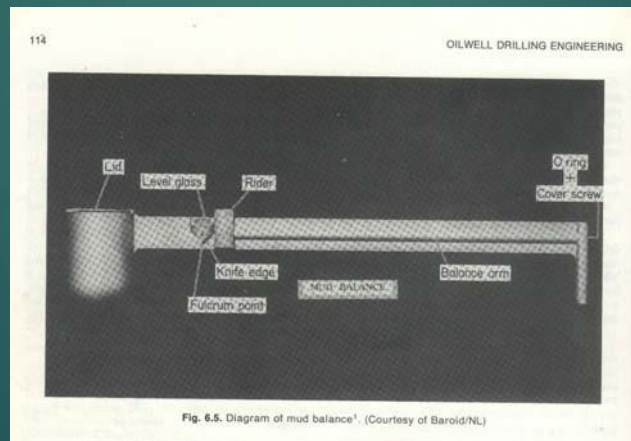 114
OILWELL DRILLING ENGINEERING
Lid
Level glass
Rider
O ring
+
Cover screw
Knife edge
Balance arm
Fulcrum point
MUD BALANCE
Fig. 6.5. Diagram of mud balance¹. (Courtesy of Baroid/NL)